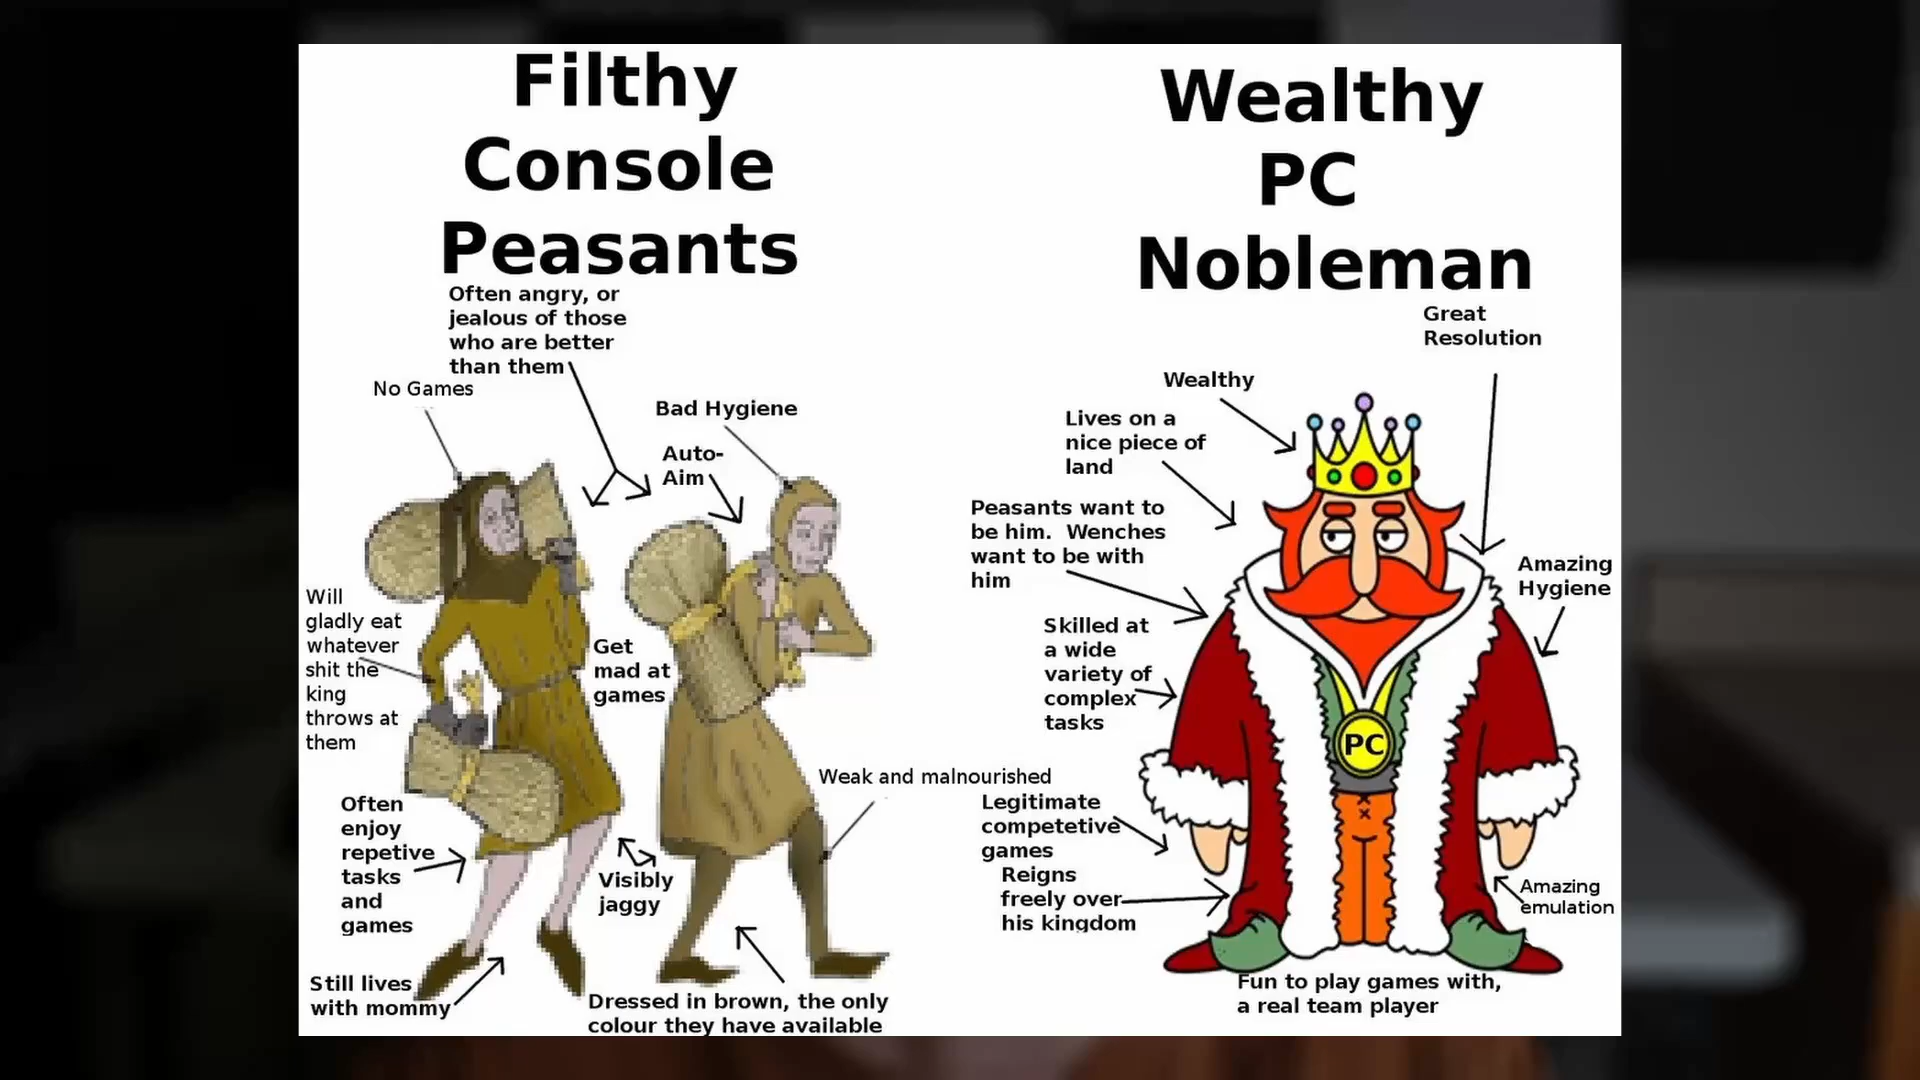 Filthy
Console
Peasants
Often angry, or
jealous of those
who are better
than them
No Games
Bad Hygiene
Auto-
Aim
Will
gladly eat
whatever
shit the
king
throws at
them
Get
mad at
games
Weak and malnourished
Often
enjoy
repetive
tasks
and
games
Visibly
jaggy
Still lives
with mommy
Dressed in brown, the only
colour they have available
Wealthy
PC
Nobleman
Great
Resolution
Wealthy
Lives on a
nice piece of
land
Peasants want to
be him. Wenches
want to be with
him
Amazing
Hygiene
Skilled at
a wide
variety of
complex
tasks
PC
Legitimate
competetive
games
Reigns
freely over
his kingdom
Amazing
emulation
Fun to play games with,
a real team player